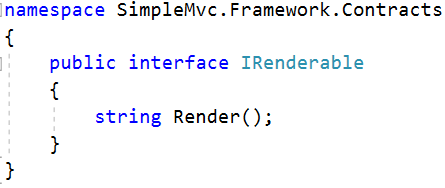 namespace SimpleMvc.Framework.Contracts
{
    public interface IRenderable
    {
        string Render();
    }
}